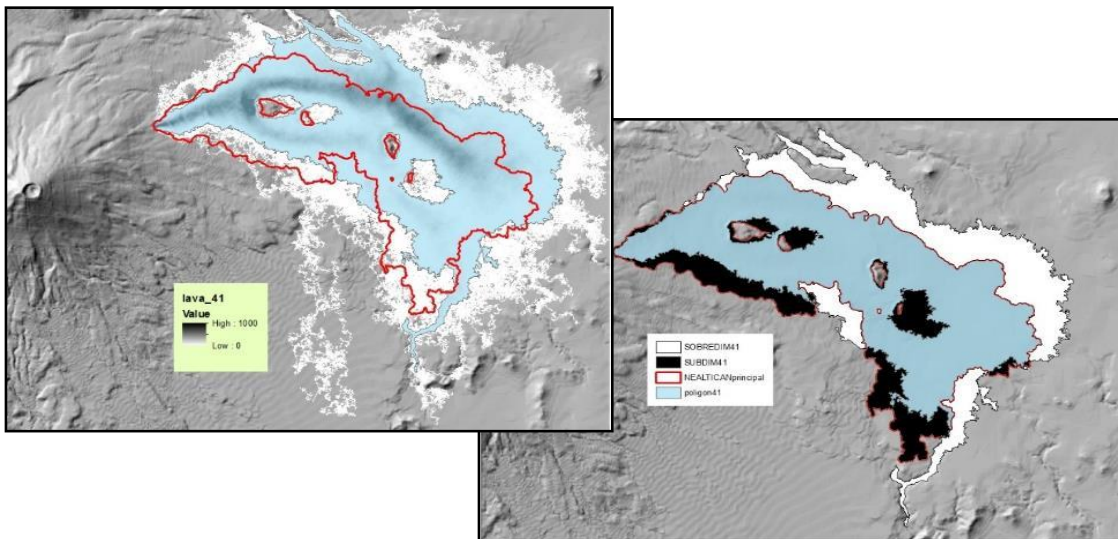 lava_41
Value
High : 1000
Low : 0
SOBREDIM41
SUBDIM41
NEALTICANprincipal
poligon41